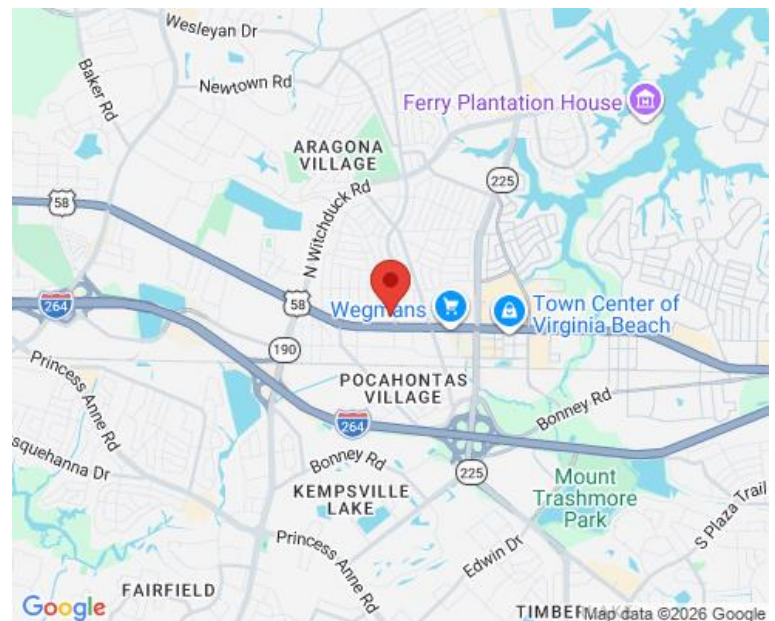 Wesleyan Dr
Baker Rd
Newtown Rd
Ferry Plantation House
ARAGONA
VILLAGE
225
58
N Witchduck Rd
264
58
Wegmans
Town Center of
Virginia Beach
190
Princess Anne Rd
POCAHONTAS
VILLAGE
Bonney Rd
264
squehanna Dr
Bonney Rd
225
Mount
Trashmore
Park
S Plaza Trail
KEMPSVILLE
LAKE
Princess Anne Rd
Edwin Dr
FAIRFIELD
Google
TIMBER
Map data ©2026 Google